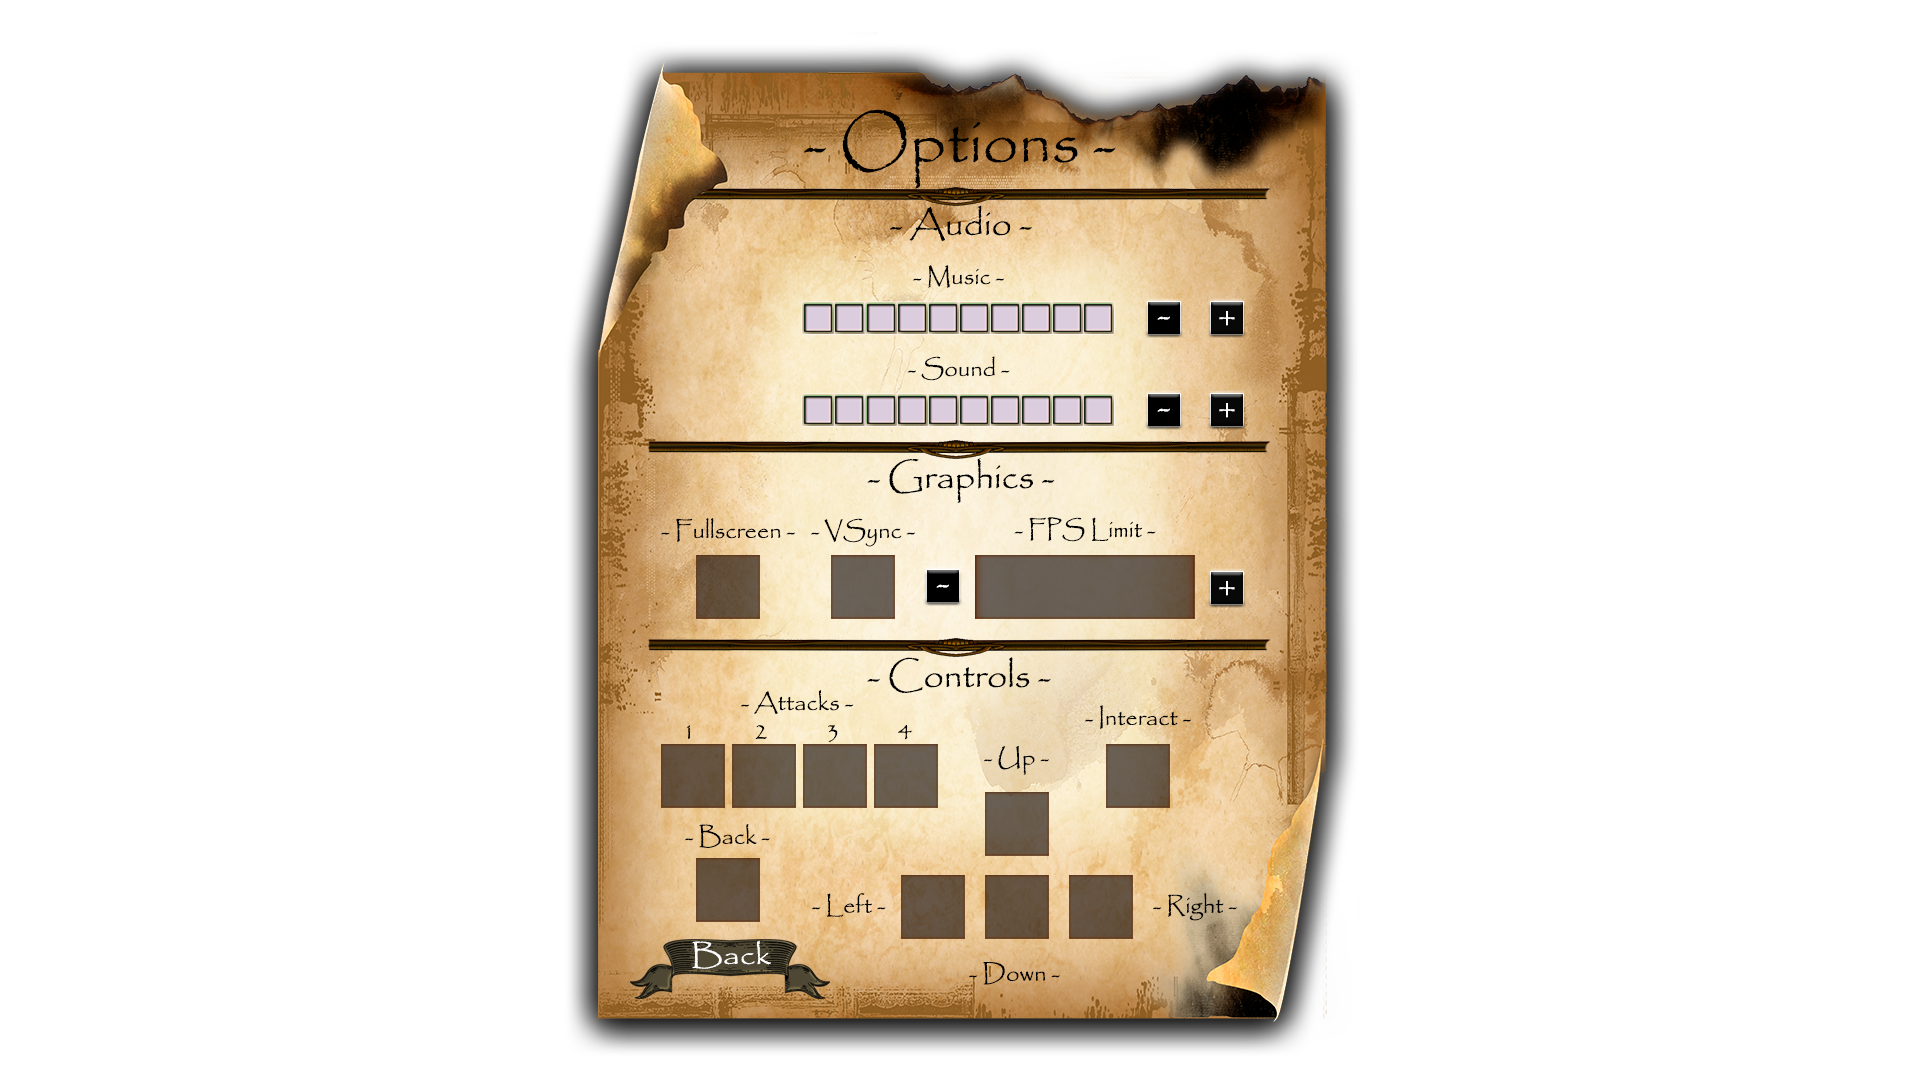 - Options -
- Audio -
- Music -
- +
- Sound -
- +
- Graphics -
- Fullscreen - - VSync - - FPS Limit -
- +
- Controls -
- Attacks -
- Interact -
1 2 3 4
- Up -
- Back -
- Left - - Right -
Back
- Down -